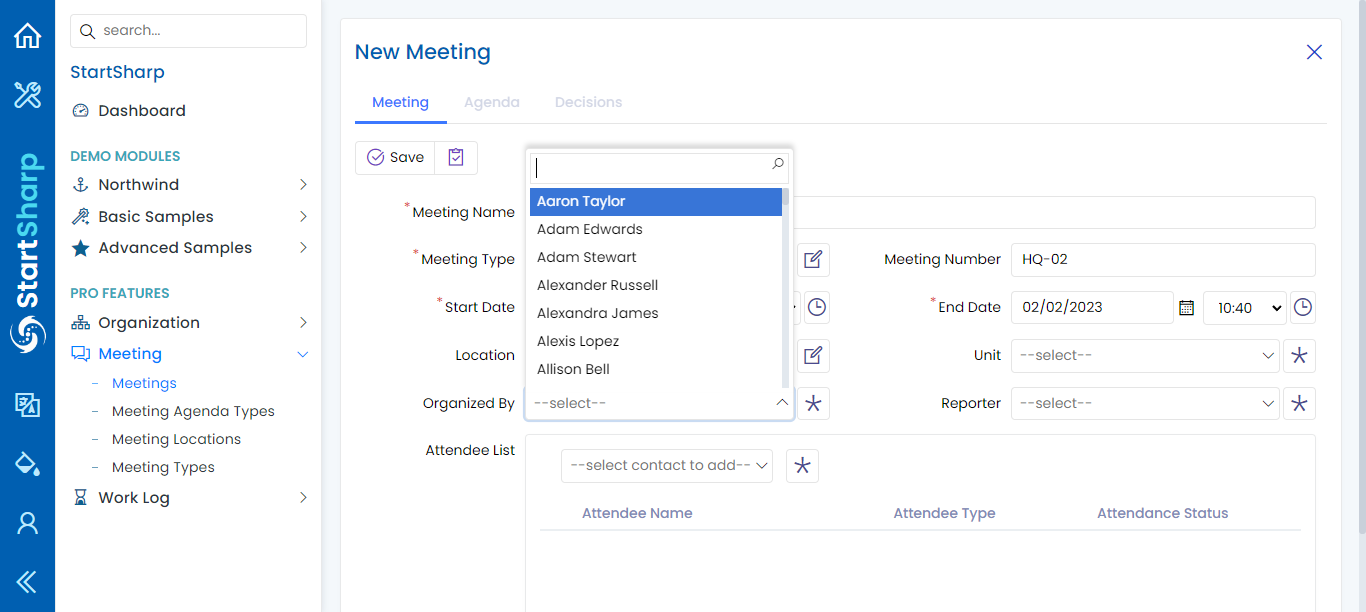 search...
StartSharp
Dashboard
DEMO MODULES
Northwind
Basic Samples
Advanced Samples
PRO FEATURES
Organization
Meeting
Meetings
Meeting Agenda Types
Meeting Locations
Meeting Types
Work Log
StartSharp
New Meeting
Meeting Agenda Decisions
Save
*Meeting Name
*Meeting Type
Meeting Number HQ-02
*Start Date
*End Date 02/02/2023 10:40
Location
Unit --select--
Organized By --select--
Reporter --select--
Aaron Taylor
Adam Edwards
Adam Stewart
Alexander Russell
Alexandra James
Alexis Lopez
Allison Bell
Attendee List
--select contact to add--
Attendee Name Attendee Type Attendance Status